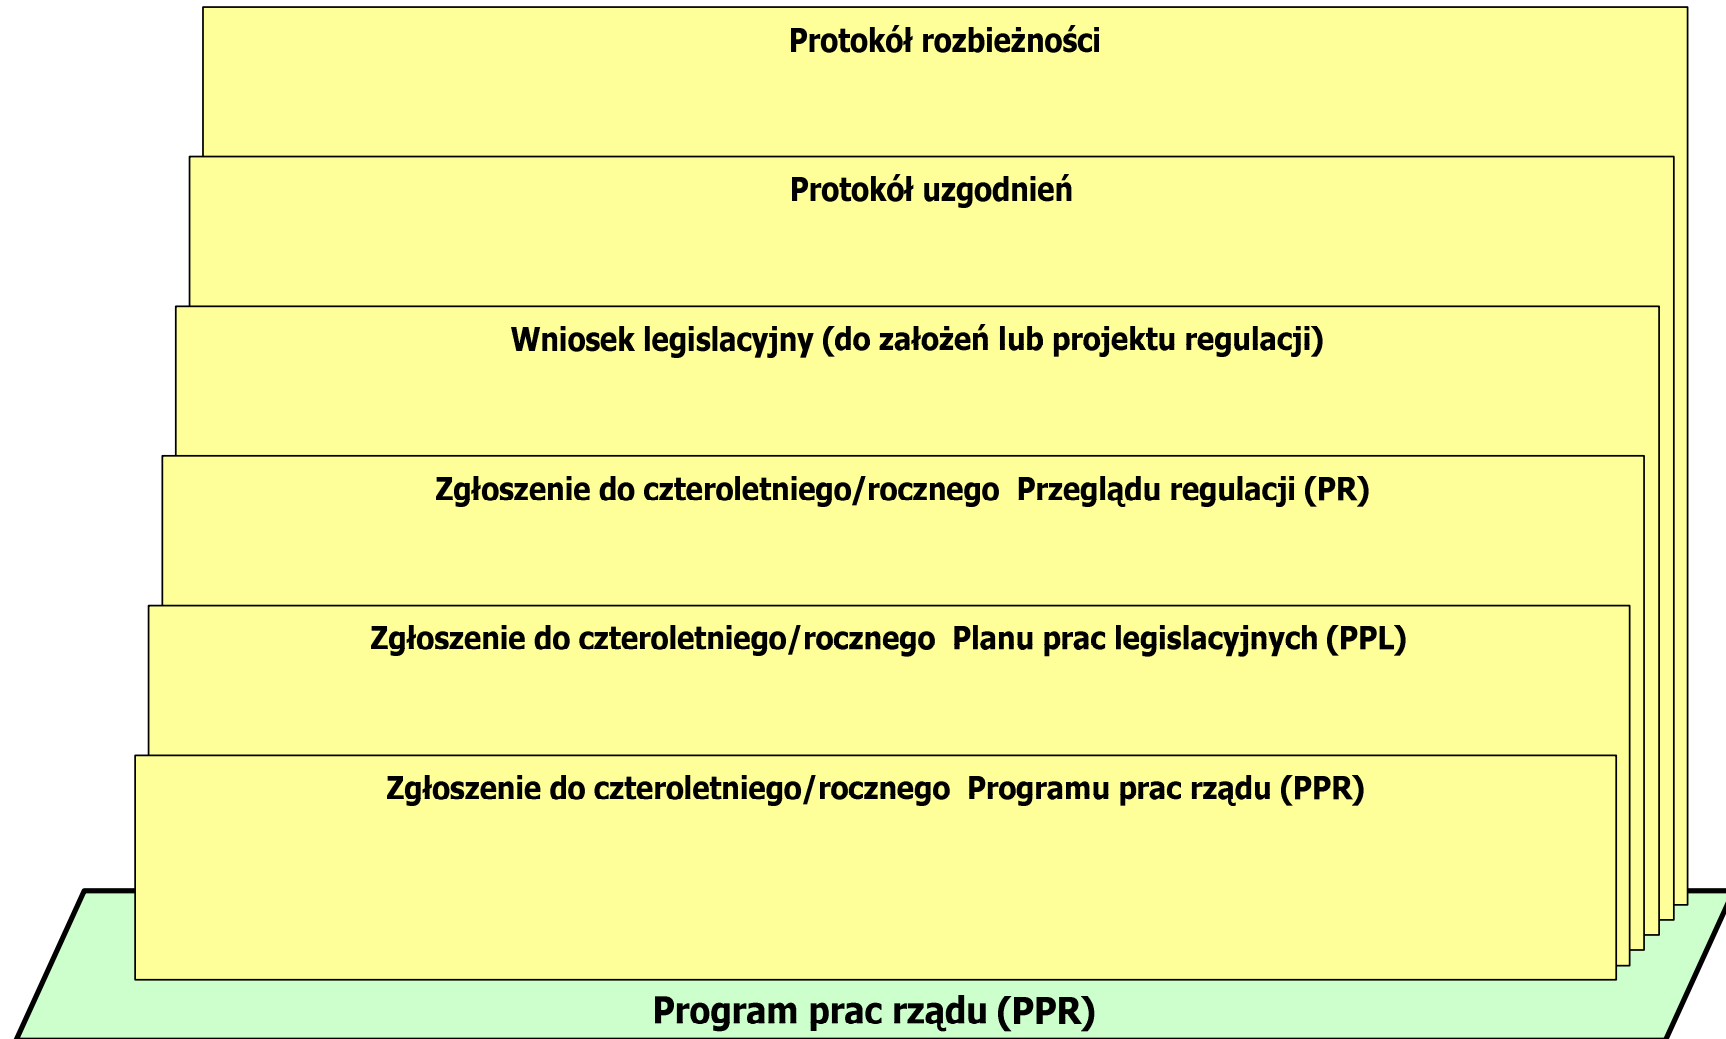 Protokół rozbieżności
Protokół uzgodnień
Wniosek legislacyjny (do założeń lub projektu regulacji)
Zgłoszenie do czteroletniego/rocznego  Przeglądu regulacji (PR)
Zgłoszenie do czteroletniego/rocznego  Planu prac legislacyjnych (PPL)
Zgłoszenie do czteroletniego/rocznego  Programu prac rządu (PPR)
Program prac rządu (PPR)